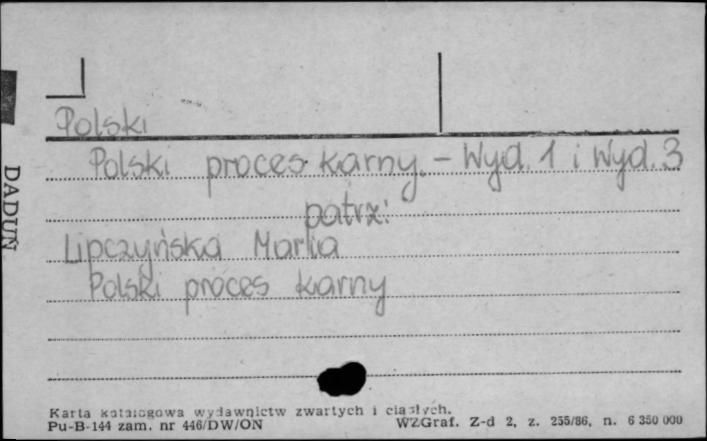 Polski
Polski proces karny. – Wyd. 1 i Wyd. 3
patrz:
Lipczyńska Maria
Polski proces karny
Karta katalogowa wydawnictw zwartych i ciągłych.
Pu-B-144 zam. nr 446/DW/ON WZGraf. Z-d 2, z. 255/86, n. 6 350 000
DADUŃ